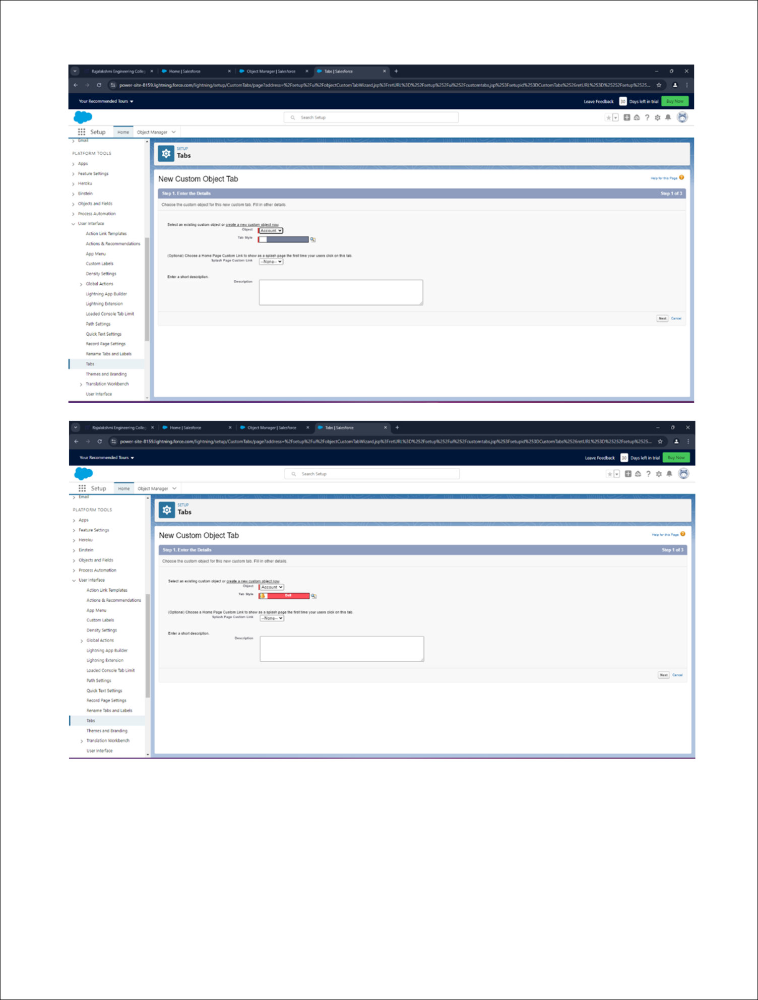 Rajalakshmi Engineering Colleg
Home | Salesforce
Object Manager | Salesforce
Tabs | Salesforce
power-site-8159.lightning.force.com/lightning/setup/CustomTabs/page?address=%2Fsetup%2Fui%2FobjectCustomTabWizard.jsp%3FretURL%3D%252Fsetup%252Fui%252Fcustomtabs.jsp%253Fsetupid%253DCustomTabs%2526retURL%253D%25252Fsetup%2525...
Your Recommended Tours
Leave Feedback 30 Days left in trial Buy Now
Search Setup
Setup Home Object Manager
Email
PLATFORM TOOLS
Apps
Feature Settings
Heroku
Einstein
Objects and Fields
Process Automation
User Interface
Action Link Templates
Actions & Recommendations
App Menu
Custom Labels
Density Settings
Global Actions
Lightning App Builder
Lightning Extension
Loaded Console Tab Limit
Path Settings
Quick Text Settings
Record Page Settings
Rename Tabs and Labels
Tabs
Themes and Branding
Translation Workbench
User Interface
SETUP
Tabs
New Custom Object Tab
Help for this Page
Step 1. Enter the Details Step 1 of 3
Choose the custom object for this new custom tab. Fill in other details.
Select an existing custom object or create a new custom object now.
Object Account
Tab Style
(Optional) Choose a Home Page Custom Link to show as a splash page the first time your users click on this tab.
Splash Page Custom Link --None--
Enter a short description.
Description
Next Cancel
Rajalakshmi Engineering Colleg
Home | Salesforce
Object Manager | Salesforce
Tabs | Salesforce
power-site-8159.lightning.force.com/lightning/setup/CustomTabs/page?address=%2Fsetup%2Fui%2FobjectCustomTabWizard.jsp%3FretURL%3D%252Fsetup%252Fui%252Fcustomtabs.jsp%253Fsetupid%253DCustomTabs%2526retURL%253D%25252Fsetup%2525...
Your Recommended Tours
Leave Feedback 30 Days left in trial Buy Now
Search Setup
Setup Home Object Manager
Email
PLATFORM TOOLS
Apps
Feature Settings
Heroku
Einstein
Objects and Fields
Process Automation
User Interface
Action Link Templates
Actions & Recommendations
App Menu
Custom Labels
Density Settings
Global Actions
Lightning App Builder
Lightning Extension
Loaded Console Tab Limit
Path Settings
Quick Text Settings
Record Page Settings
Rename Tabs and Labels
Tabs
Themes and Branding
Translation Workbench
User Interface
SETUP
Tabs
New Custom Object Tab
Help for this Page
Step 1. Enter the Details Step 1 of 3
Choose the custom object for this new custom tab. Fill in other details.
Select an existing custom object or create a new custom object now.
Object Account
Tab Style Bell
(Optional) Choose a Home Page Custom Link to show as a splash page the first time your users click on this tab.
Splash Page Custom Link --None--
Enter a short description.
Description
Next Cancel